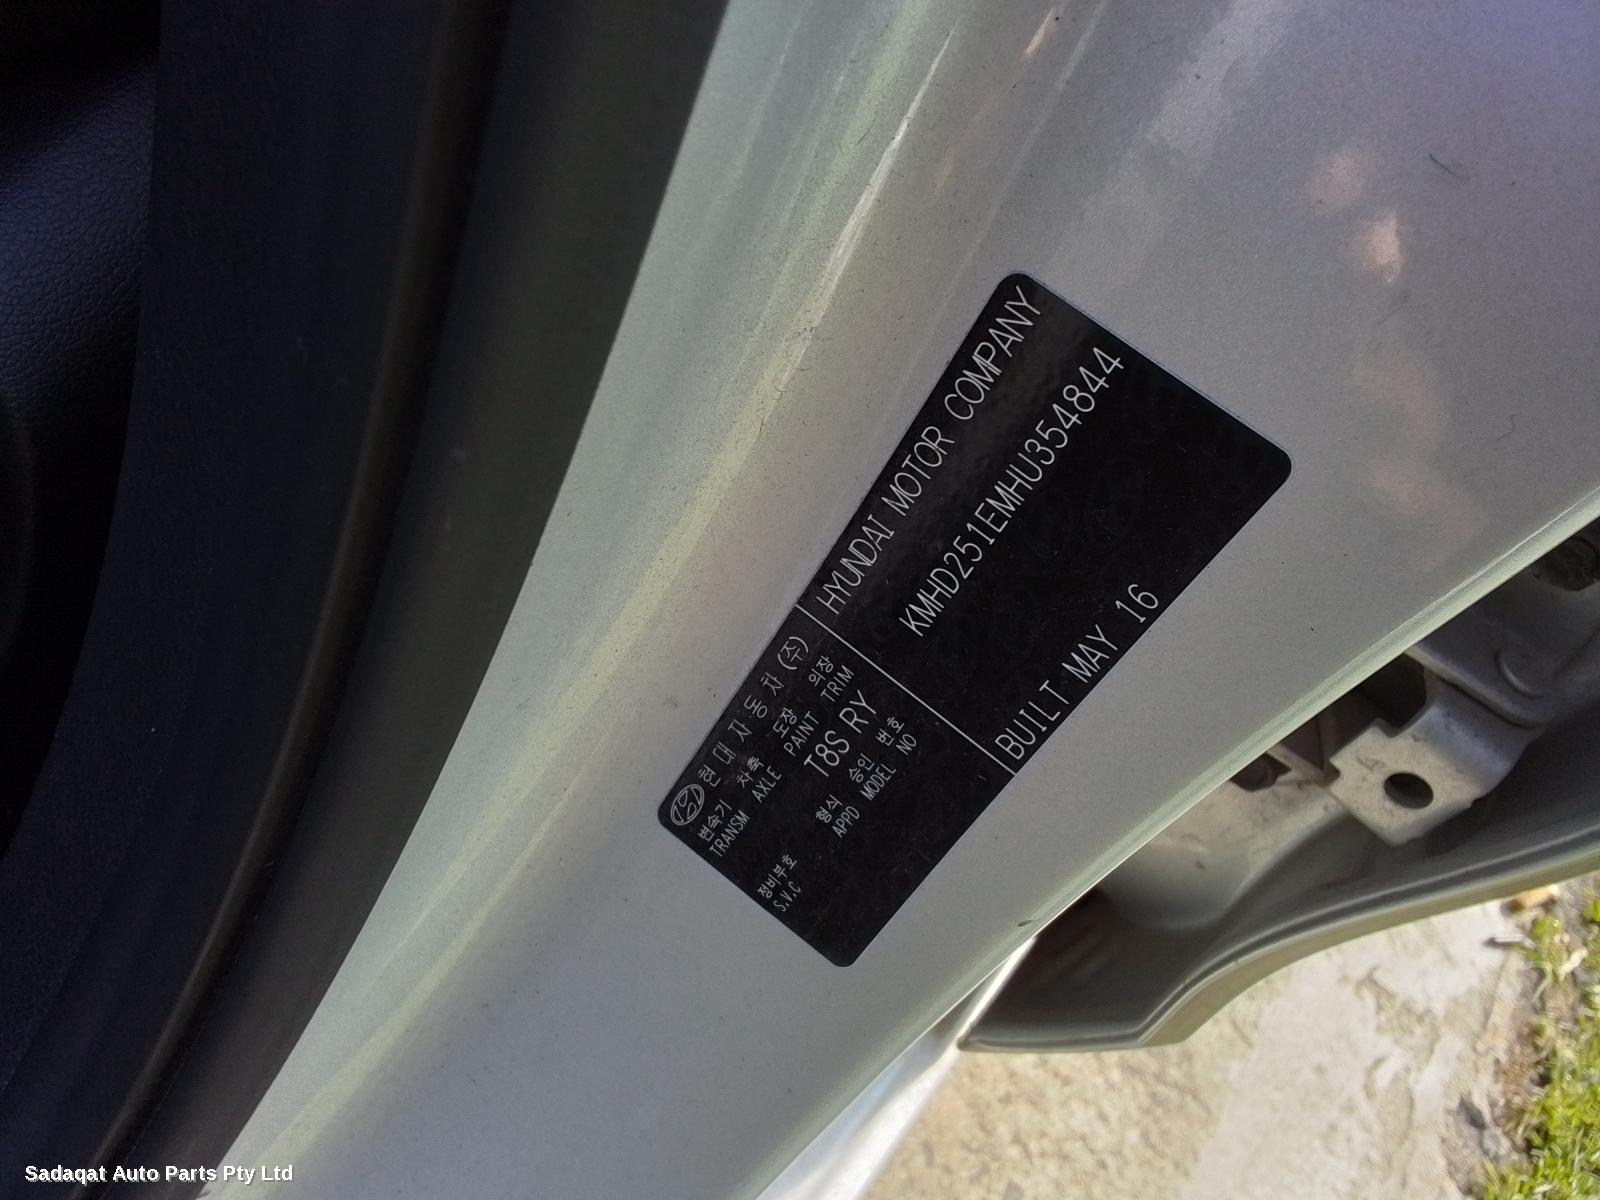 현대자동차(주)
변속기 차축 도장 의장
TRANSM AXLE PAINT TRIM
T8S RY
정비부호 형식 승인 번호
S.V.C APPD MODEL NO
HYUNDAI MOTOR COMPANY
KMHD251EMHU354844
BUILT MAY 16
Sadaqat Auto Parts Pty Ltd